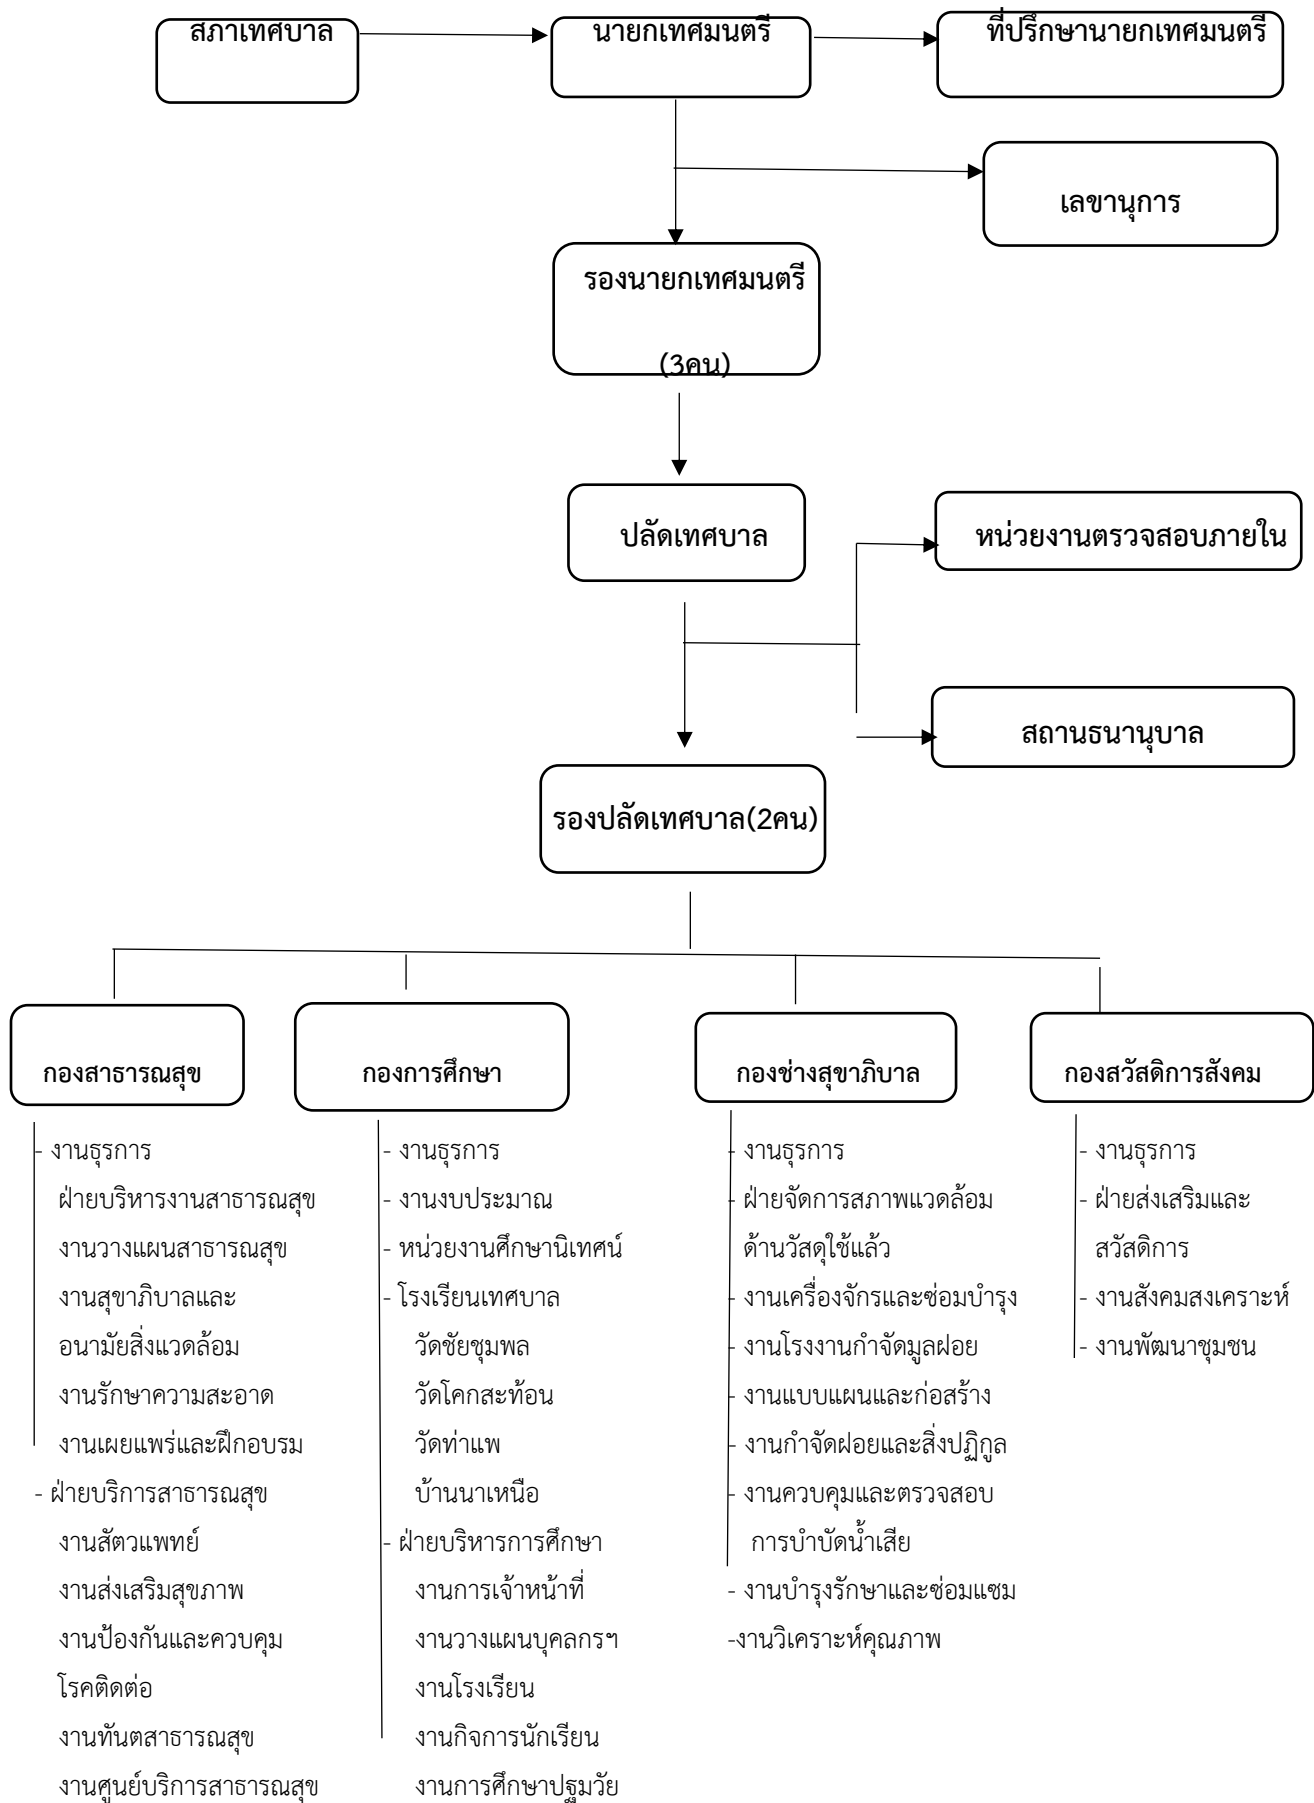 สภาเทศบาล
นายกเทศมนตรี
ที่ปรึกษานายกเทศมนตรี
เลขานุการ
รองนายกเทศมนตรี
(3คน)
ปลัดเทศบาล
หน่วยงานตรวจสอบภายใน
สถานธนานุบาล
รองปลัดเทศบาล(2คน)
กองสาธารณสุข
- งานธุรการ
ฝ่ายบริหารงานสาธารณสุข
งานวางแผนสาธารณสุข
งานสุขาภิบาลและ
อนามัยสิ่งแวดล้อม
งานรักษาความสะอาด
งานเผยแพร่และฝึกอบรม
- ฝ่ายบริการสาธารณสุข
งานสัตวแพทย์
งานส่งเสริมสุขภาพ
งานป้องกันและควบคุม
โรคติดต่อ
งานทันตสาธารณสุข
งานศูนย์บริการสาธารณสุข
กองการศึกษา
- งานธุรการ
- งานงบประมาณ
- หน่วยงานศึกษานิเทศน์
- โรงเรียนเทศบาล
วัดชัยชุมพล
วัดโคกสะท้อน
วัดท่าแพ
บ้านนาเหนือ
- ฝ่ายบริหารการศึกษา
งานการเจ้าหน้าที่
งานวางแผนบุคลกรฯ
งานโรงเรียน
งานกิจการนักเรียน
งานการศึกษาปฐมวัย
กองช่างสุขาภิบาล
- งานธุรการ
- ฝ่ายจัดการสภาพแวดล้อม
ด้านวัสดุใช้แล้ว
- งานเครื่องจักรและซ่อมบำรุง
- งานโรงงานกำจัดมูลฝอย
- งานแบบแผนและก่อสร้าง
- งานกำจัดฝอยและสิ่งปฏิกูล
- งานควบคุมและตรวจสอบ
การบำบัดน้ำเสีย
- งานบำรุงรักษาและซ่อมแซม
-งานวิเคราะห์คุณภาพ
กองสวัสดิการสังคม
- งานธุรการ
- ฝ่ายส่งเสริมและ
สวัสดิการ
- งานสังคมสงเคราะห์
- งานพัฒนาชุมชน